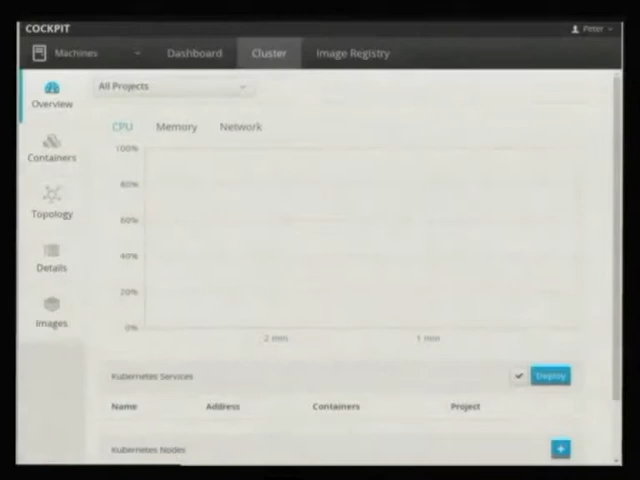 COCKPIT
Peter
Machines Dashboard Cluster Image Registry
All Projects
Overview
Containers
Topology
Details
Images
CPU Memory Network
100%
80%
60%
40%
20%
0%
2 min 1 min
Kubernetes Services
Deploy
Name Address Containers Project
Kubernetes Nodes